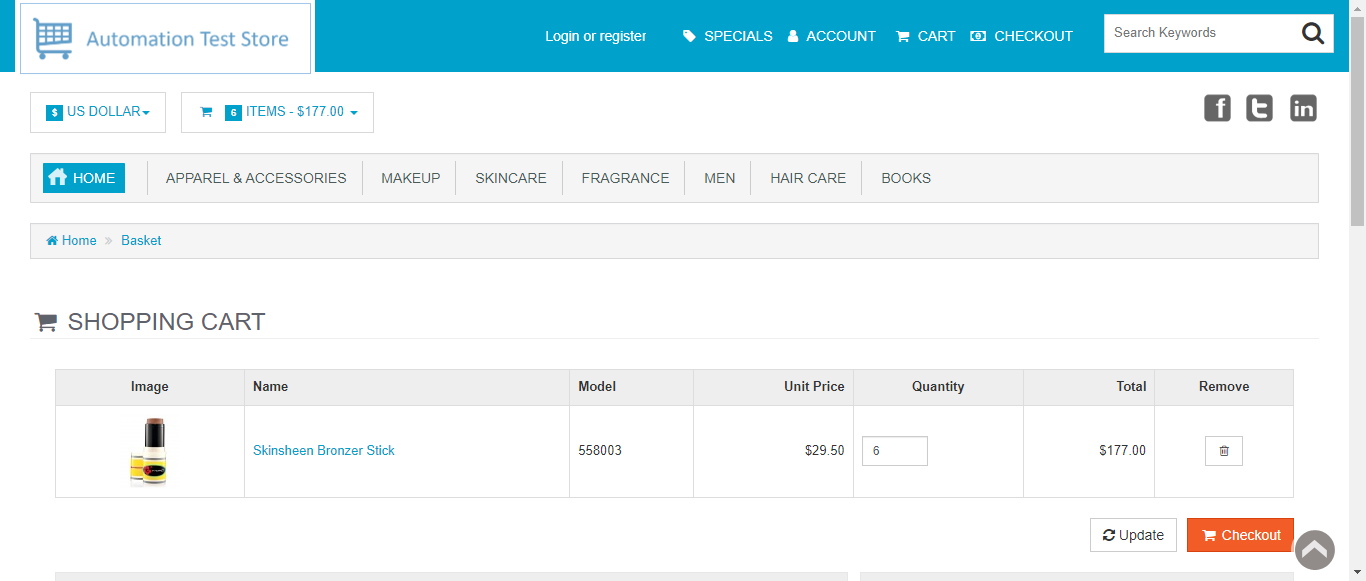 Automation Test Store
Login or register SPECIALS ACCOUNT CART CHECKOUT
Search Keywords
$ US DOLLAR
6 ITEMS - $177.00
f t in
HOME APPAREL & ACCESSORIES MAKEUP SKINCARE FRAGRANCE MEN HAIR CARE BOOKS
Home » Basket
SHOPPING CART
Image Name Model Unit Price Quantity Total Remove
Skinsheen Bronzer Stick 558003 $29.50 6 $177.00
Update Checkout